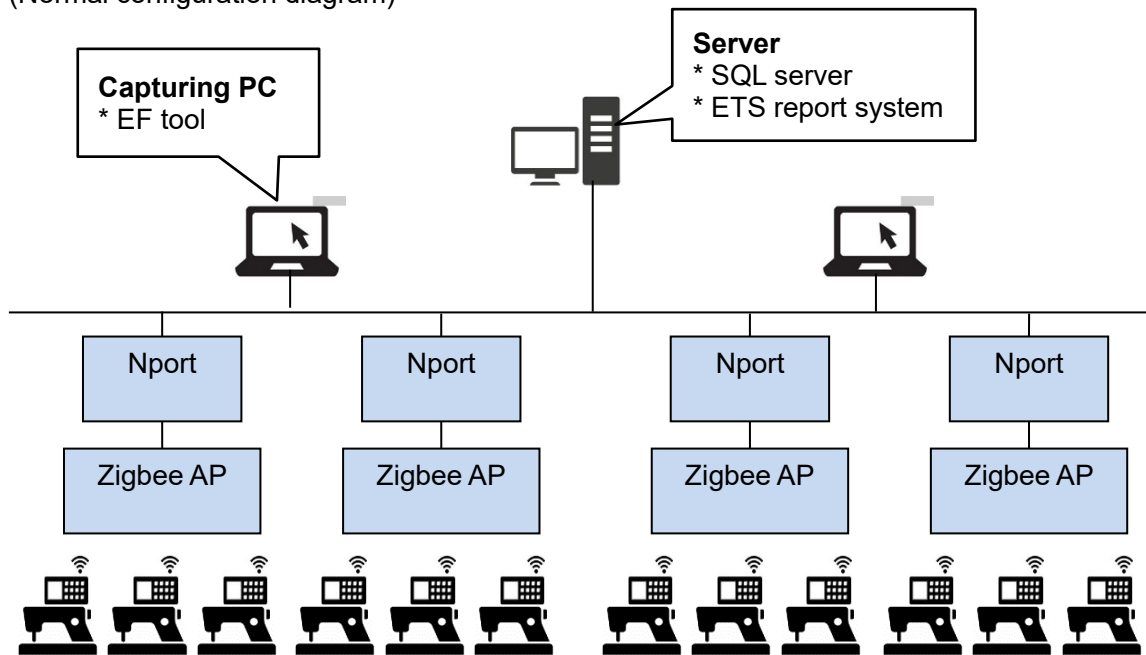 (Normal configuration diagram)
Server
* SQL server
* ETS report system
Capturing PC
* EF tool
Nport
Nport
Nport
Nport
Zigbee AP
Zigbee AP
Zigbee AP
Zigbee AP